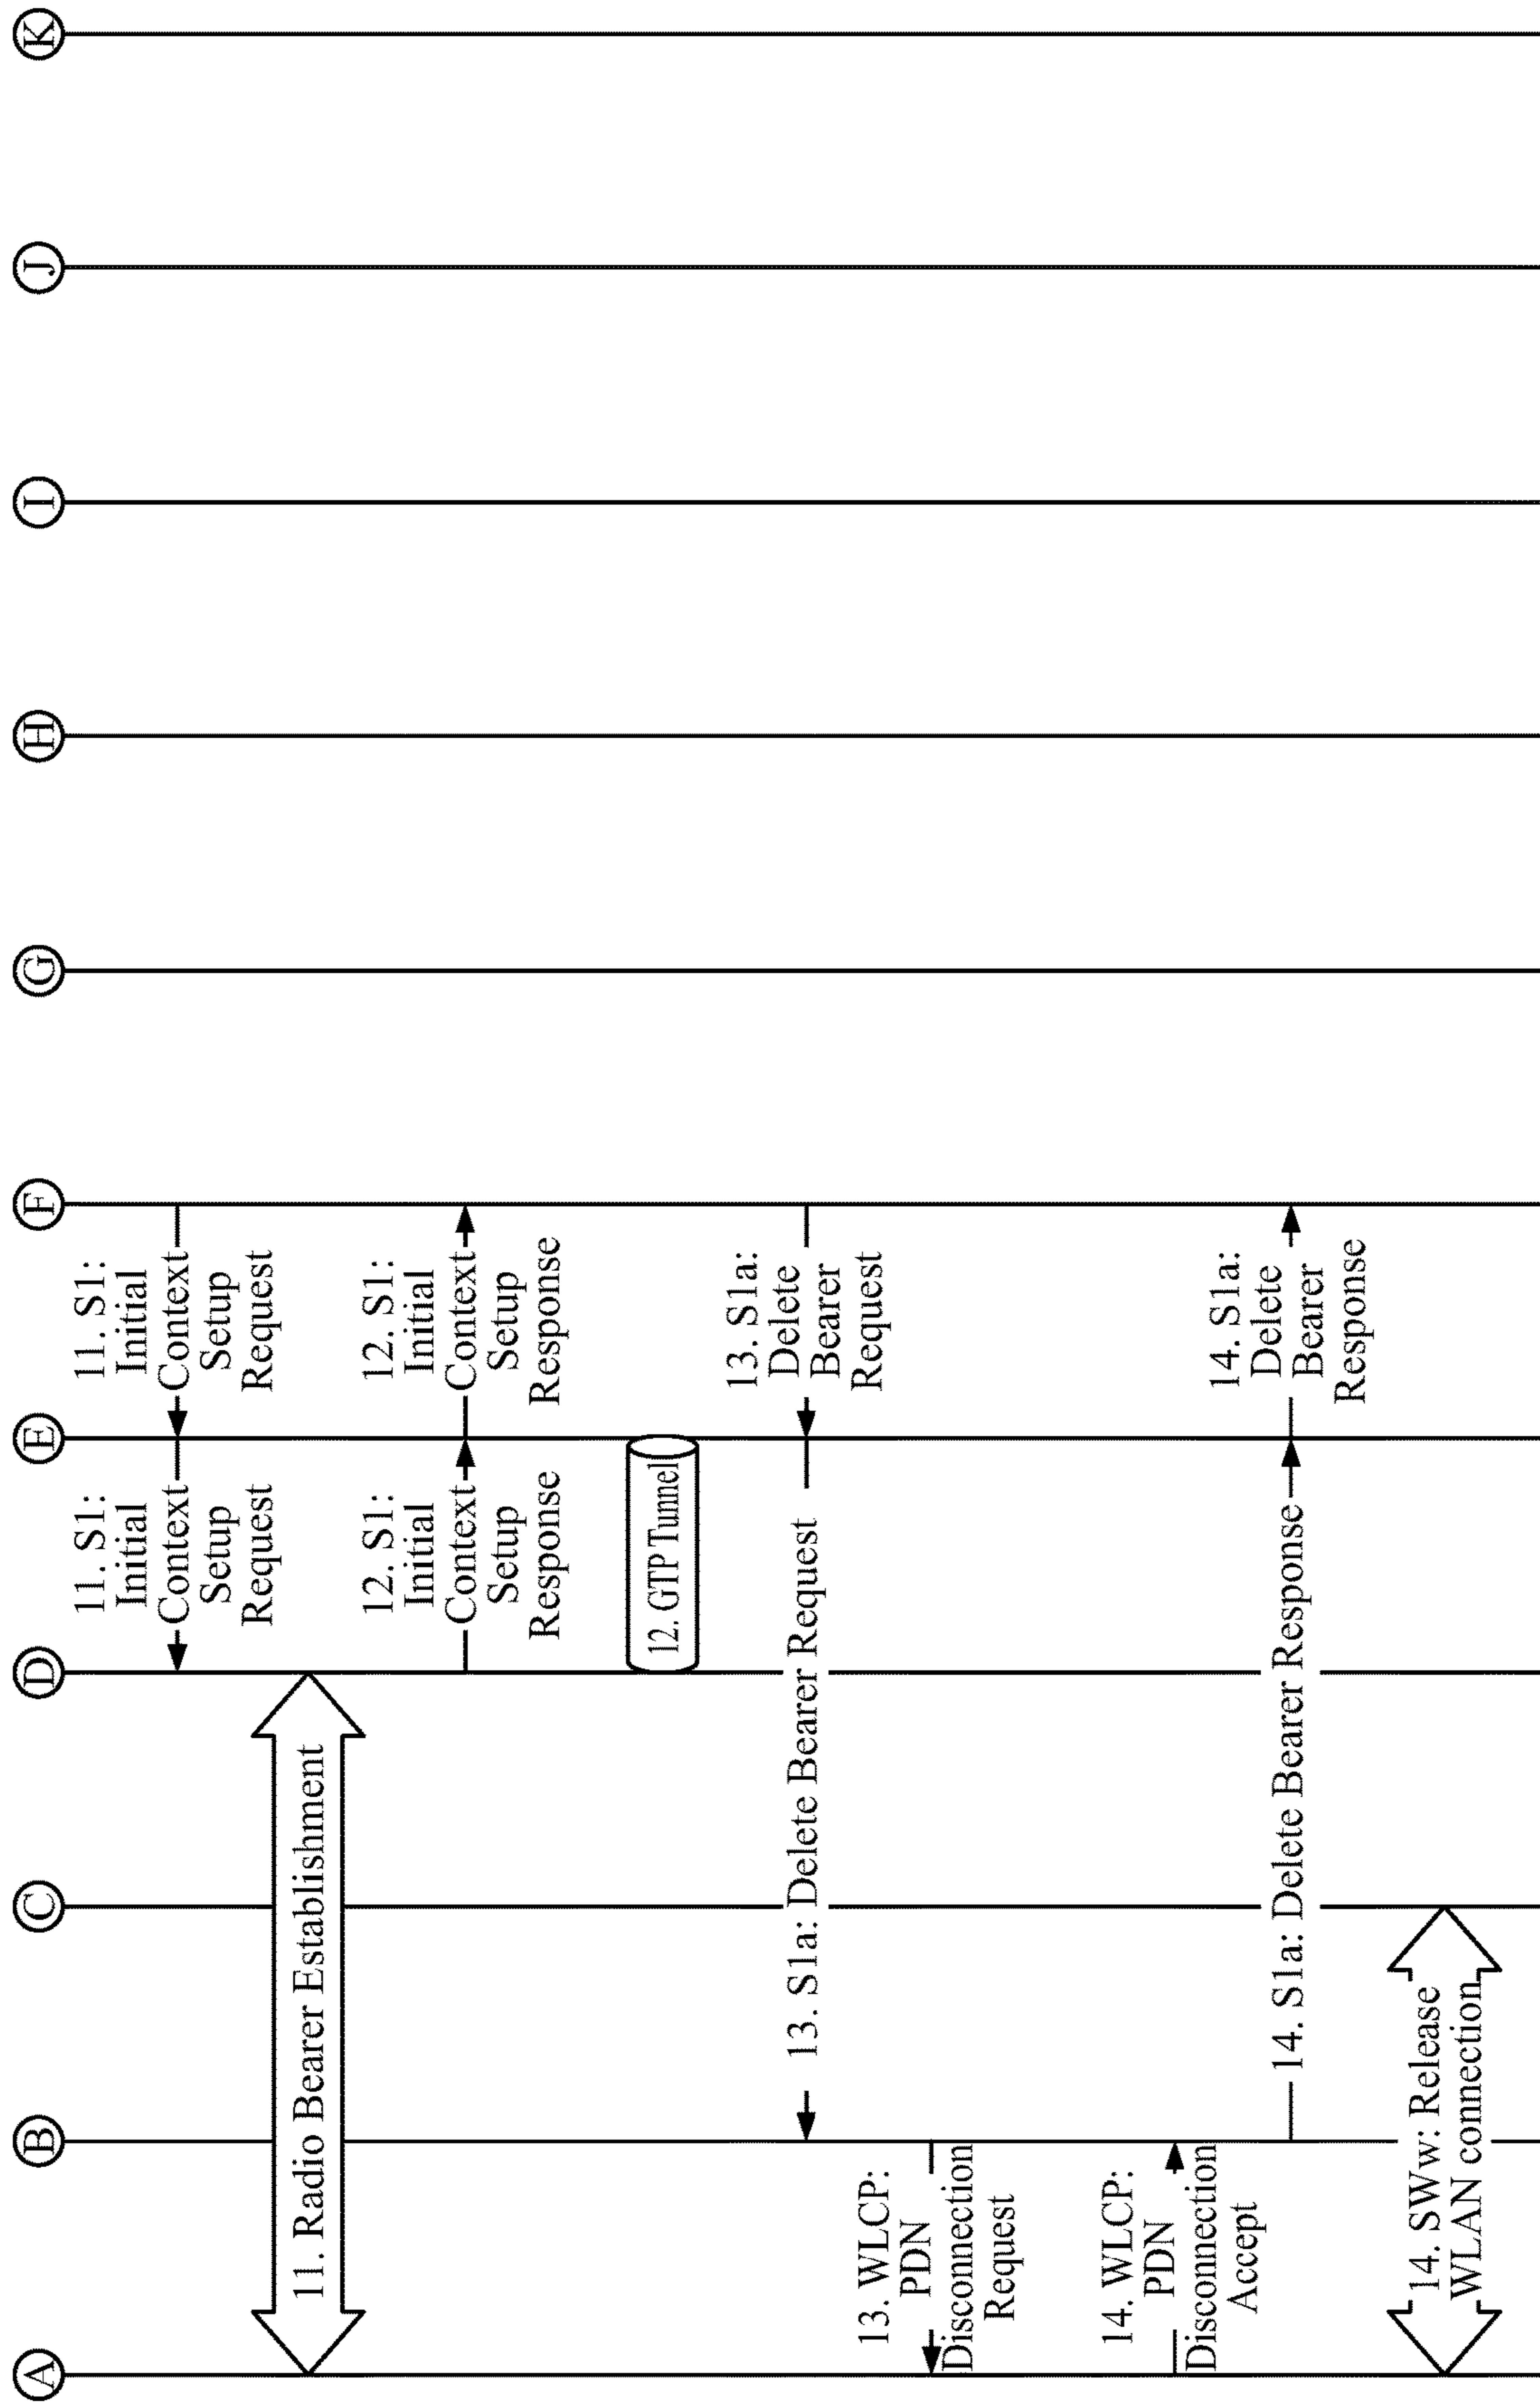 A
B
C
D
E
F
G
H
I
J
K
11. S1:
Initial
Context
Setup
Request
11. S1:
Initial
Context
Setup
Request
11. Radio Bearer Establishment
12. S1:
Initial
Context
Setup
Response
12. S1:
Initial
Context
Setup
Response
12. GTP Tunnel
13. S1a: Delete Bearer Request
13. S1a:
Delete
Bearer
Request
13. WLCP:
PDN
Disconnection
Request
14. WLCP:
PDN
Disconnection
Accept
14. S1a: Delete Bearer Response
14. S1a:
Delete
Bearer
Response
14. SWw: Release
WLAN connection